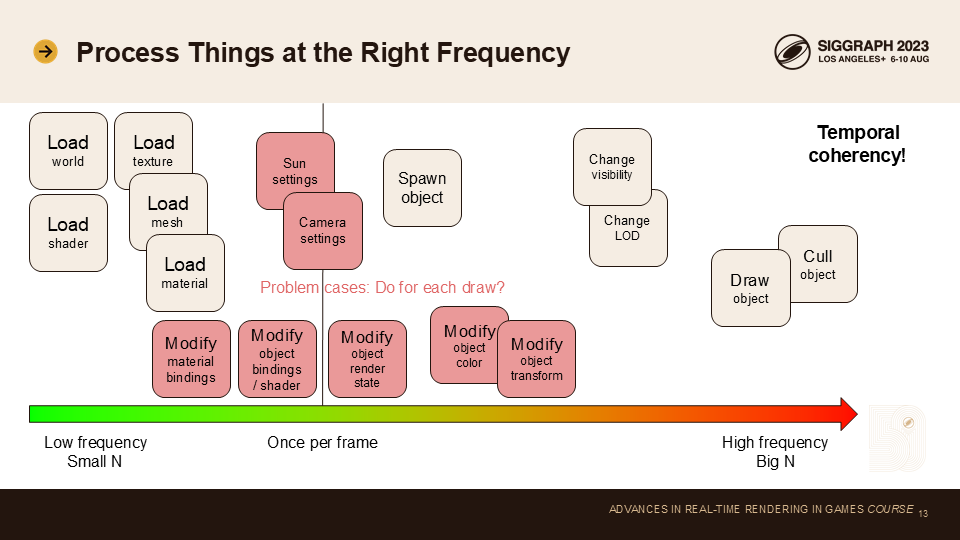 Process Things at the Right Frequency
SIGGRAPH 2023
LOS ANGELES+ 6-10 AUG
Load
world
Load
texture
Load
shader
Load
mesh
Load
material
Sun
settings
Camera
settings
Spawn
object
Change
visibility
Change
LOD
Temporal
coherency!
Draw
object
Cull
object
Problem cases: Do for each draw?
Modify
material
bindings
Modify
object
bindings
/ shader
Modify
object
render
state
Modify
object
color
Modify
object
transform
Low frequency
Small N
Once per frame
High frequency
Big N
ADVANCES IN REAL-TIME RENDERING IN GAMES COURSE 13